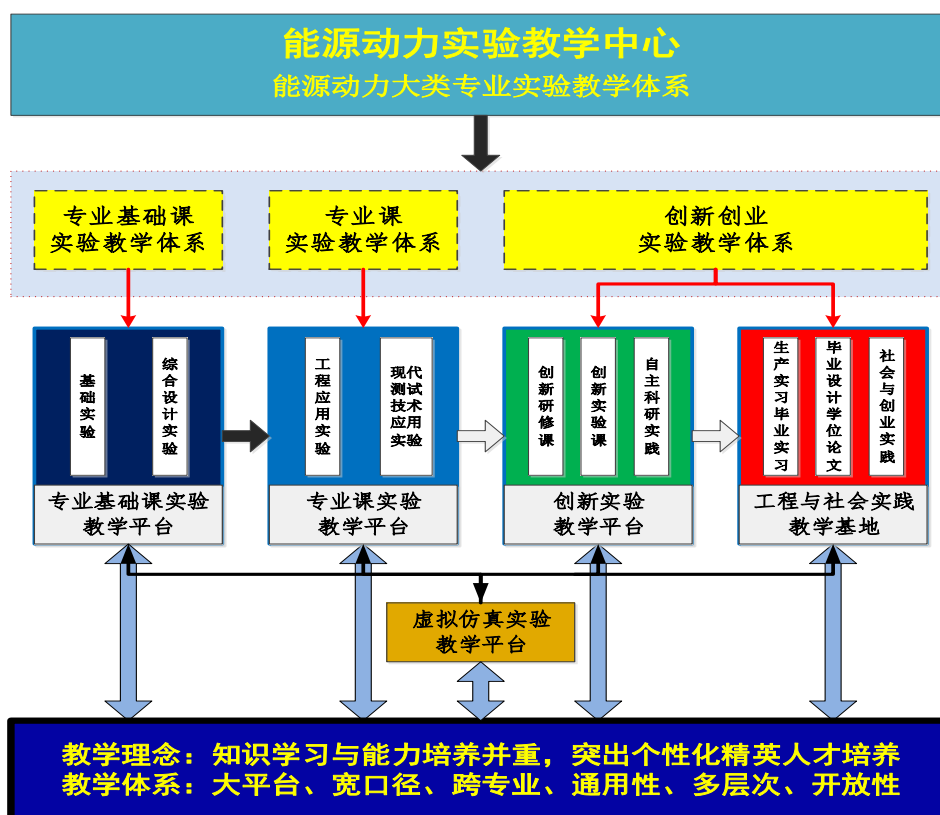 能源动力实验教学中心
能源动力大类专业实验教学体系
专业基础课
实验教学体系
专业课
实验教学体系
创新创业
实验教学体系
基础实验
综合设计实验
工程应用实验
现代测试技术应用实验
创新研修课
创新实验课
自主科研实践
生产实习毕业实习
毕业设计学位论文
社会与创业实践
专业基础课实验
教学平台
专业课实验
教学平台
创新实验
教学平台
工程与社会实践
教学基地
虚拟仿真实验
教学平台
教学理念：知识学习与能力培养并重，突出个性化精英人才培养
教学体系：大平台、宽口径、跨专业、通用性、多层次、开放性